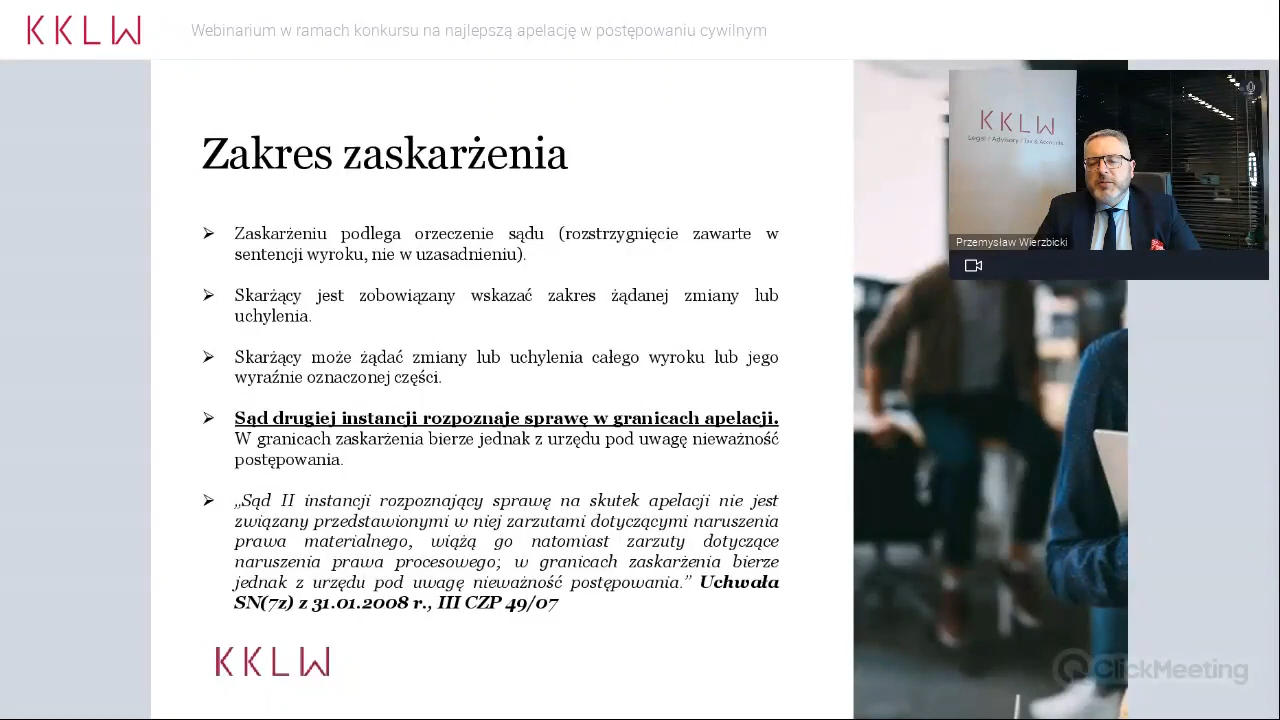 KKLW
Webinarium w ramach konkursu na najlepszą apelację w postępowaniu cywilnym
Zakres zaskarżenia
KKLW
Legal / Advisory / Tax & Accounts
Przemysław Wierzbicki
➢ Zaskarżeniu podlega orzeczenie sądu (rozstrzygnięcie zawarte w
sentencji wyroku, nie w uzasadnieniu).
➢ Skarżący jest zobowiązany wskazać zakres żądanej zmiany lub
uchylenia.
➢ Skarżący może żądać zmiany lub uchylenia całego wyroku lub jego
wyraźnie oznaczonej części.
➢ Sąd drugiej instancji rozpoznaje sprawę w granicach apelacji.
W granicach zaskarżenia bierze jednak z urzędu pod uwagę nieważność
postępowania.
➢ „Sąd II instancji rozpoznający sprawę na skutek apelacji nie jest
związany przedstawionymi w niej zarzutami dotyczącymi naruszenia
prawa materialnego, wiążą go natomiast zarzuty dotyczące
naruszenia prawa procesowego; w granicach zaskarżenia bierze
jednak z urzędu pod uwagę nieważność postępowania.” Uchwała
SN(7z) z 31.01.2008 r., III CZP 49/07
KKLW
ClickMeeting